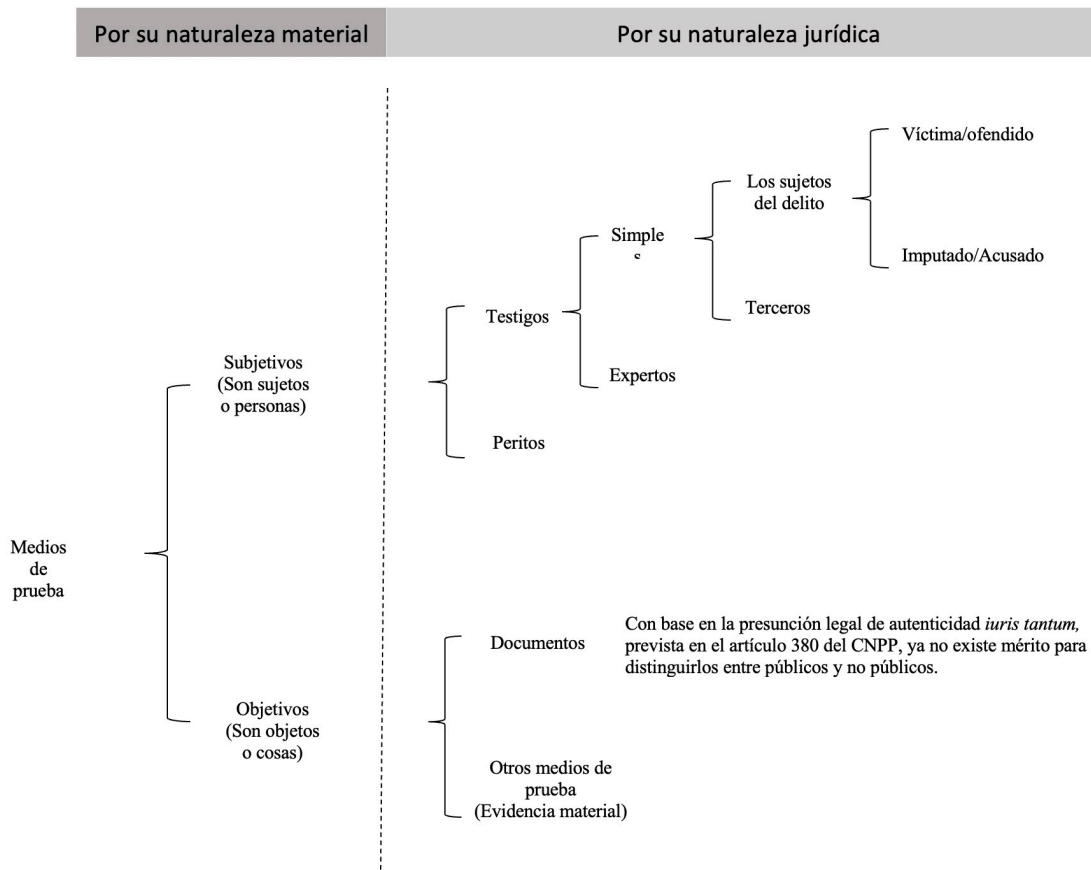 Por su naturaleza material
Por su naturaleza jurídica
Víctima/ofendido
Los sujetos
del delito
Simple
s
Imputado/Acusado
Terceros
Testigos
Subjetivos
(Son sujetos
o personas)
Expertos
Peritos
Medios
de
prueba
Documentos
Con base en la presunción legal de autenticidad iuris tantum,
prevista en el artículo 380 del CNPP, ya no existe mérito para
distinguirlos entre públicos y no públicos.
Objetivos
(Son objetos
o cosas)
Otros medios de
prueba
(Evidencia material)